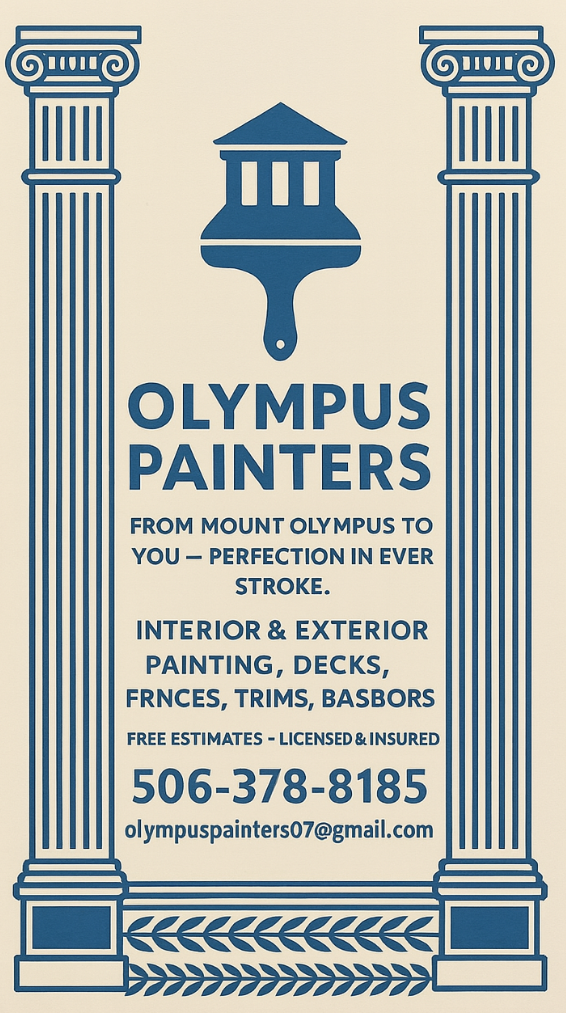 OLYMPUS
PAINTERS
FROM MOUNT OLYMPUS TO
YOU – PERFECTION IN EVER
STROKE.
INTERIOR & EXTERIOR
PAINTING, DECKS,
FRNCES, TRIMS, BASBORS
FREE ESTIMATES - LICENSED & INSURED
506-378-8185
olympuspainters07@gmail.com